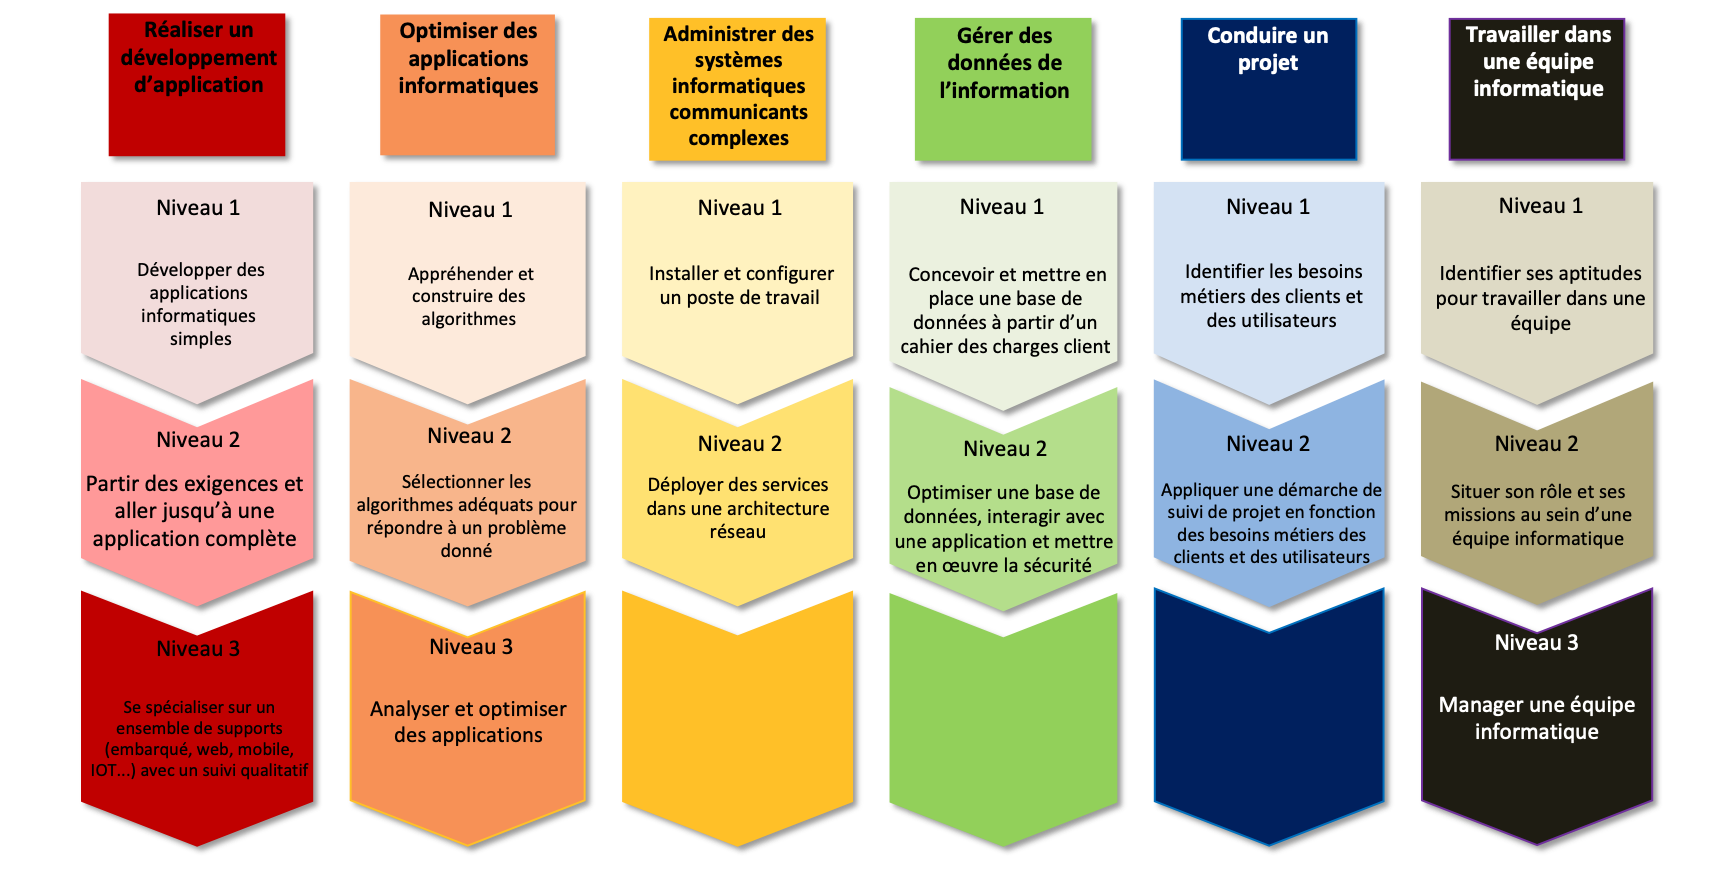 Réaliser un
développement
d’application
Optimiser des
applications
informatiques
Administrer des
systèmes
informatiques
communicants
complexes
Gérer des
données de
l’information
Conduire un
projet
Travailler dans
une équipe
informatique
Niveau 1
Développer des
applications
informatiques
simples
Niveau 1
Appréhender et
construire des
algorithmes
Niveau 1
Installer et configurer
un poste de travail
Niveau 1
Concevoir et mettre en
place une base de
données à partir d’un
cahier des charges client
Niveau 1
Identifier les besoins
métiers des clients et
des utilisateurs
Niveau 1
Identifier ses aptitudes
pour travailler dans une
équipe
Niveau 2
Partir des exigences et
aller jusqu’à une
application complète
Niveau 2
Sélectionner les
algorithmes adéquats pour
répondre à un problème
donné
Niveau 2
Déployer des services
dans une architecture
réseau
Niveau 2
Optimiser une base de
données, interagir avec
une application et mettre
en œuvre la sécurité
Niveau 2
Appliquer une démarche de
suivi de projet en fonction
des besoins métiers des
clients et des utilisateurs
Niveau 2
Situer son rôle et ses
missions au sein d’une
équipe informatique
Niveau 3
Se spécialiser sur un
ensemble de supports
(embarqué, web, mobile,
IOT...) avec un suivi qualitatif
Niveau 3
Analyser et optimiser
des applications
Niveau 3
Manager une équipe
informatique